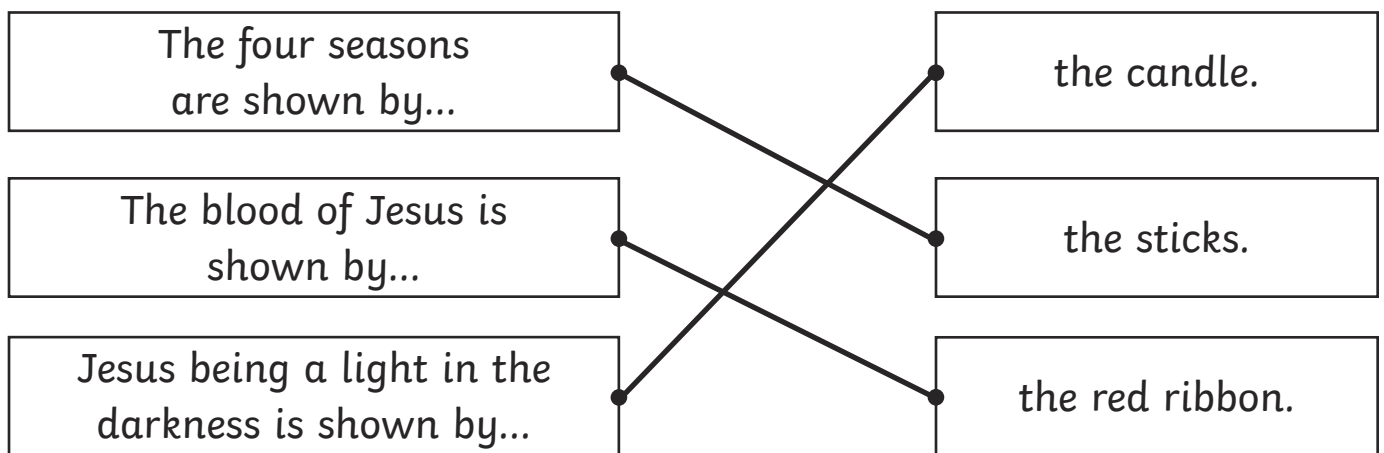 The four seasons
are shown by...
the candle.
The blood of Jesus is
shown by...
the sticks.
Jesus being a light in the
darkness is shown by...
the red ribbon.